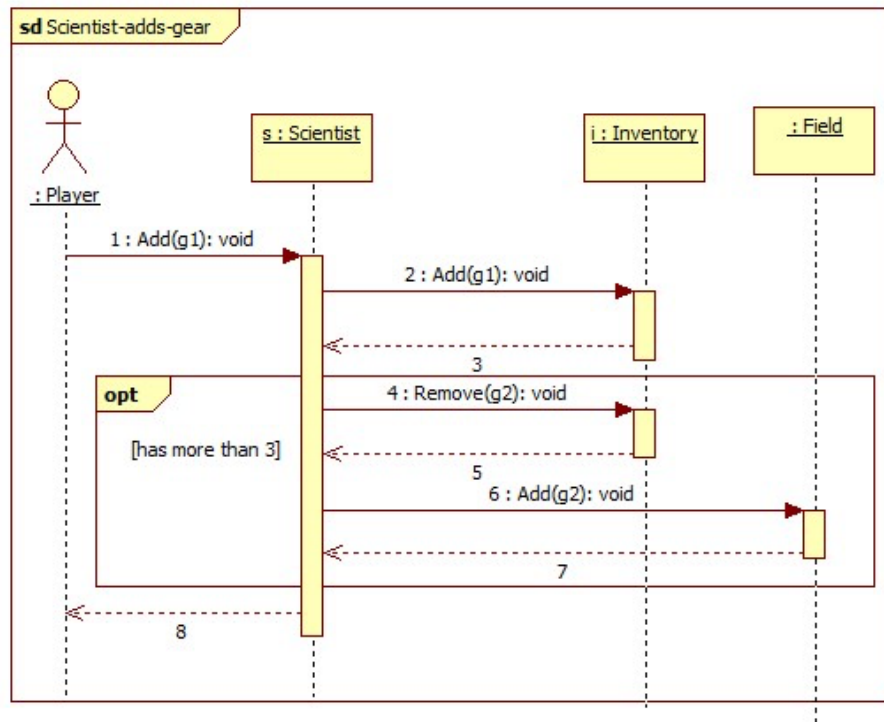 sd Scientist-adds-gear
: Player
s : Scientist
i : Inventory
: Field
1 : Add(g1): void
2 : Add(g1): void
3
opt
4 : Remove(g2): void
[has more than 3]
5
6 : Add(g2): void
7
8